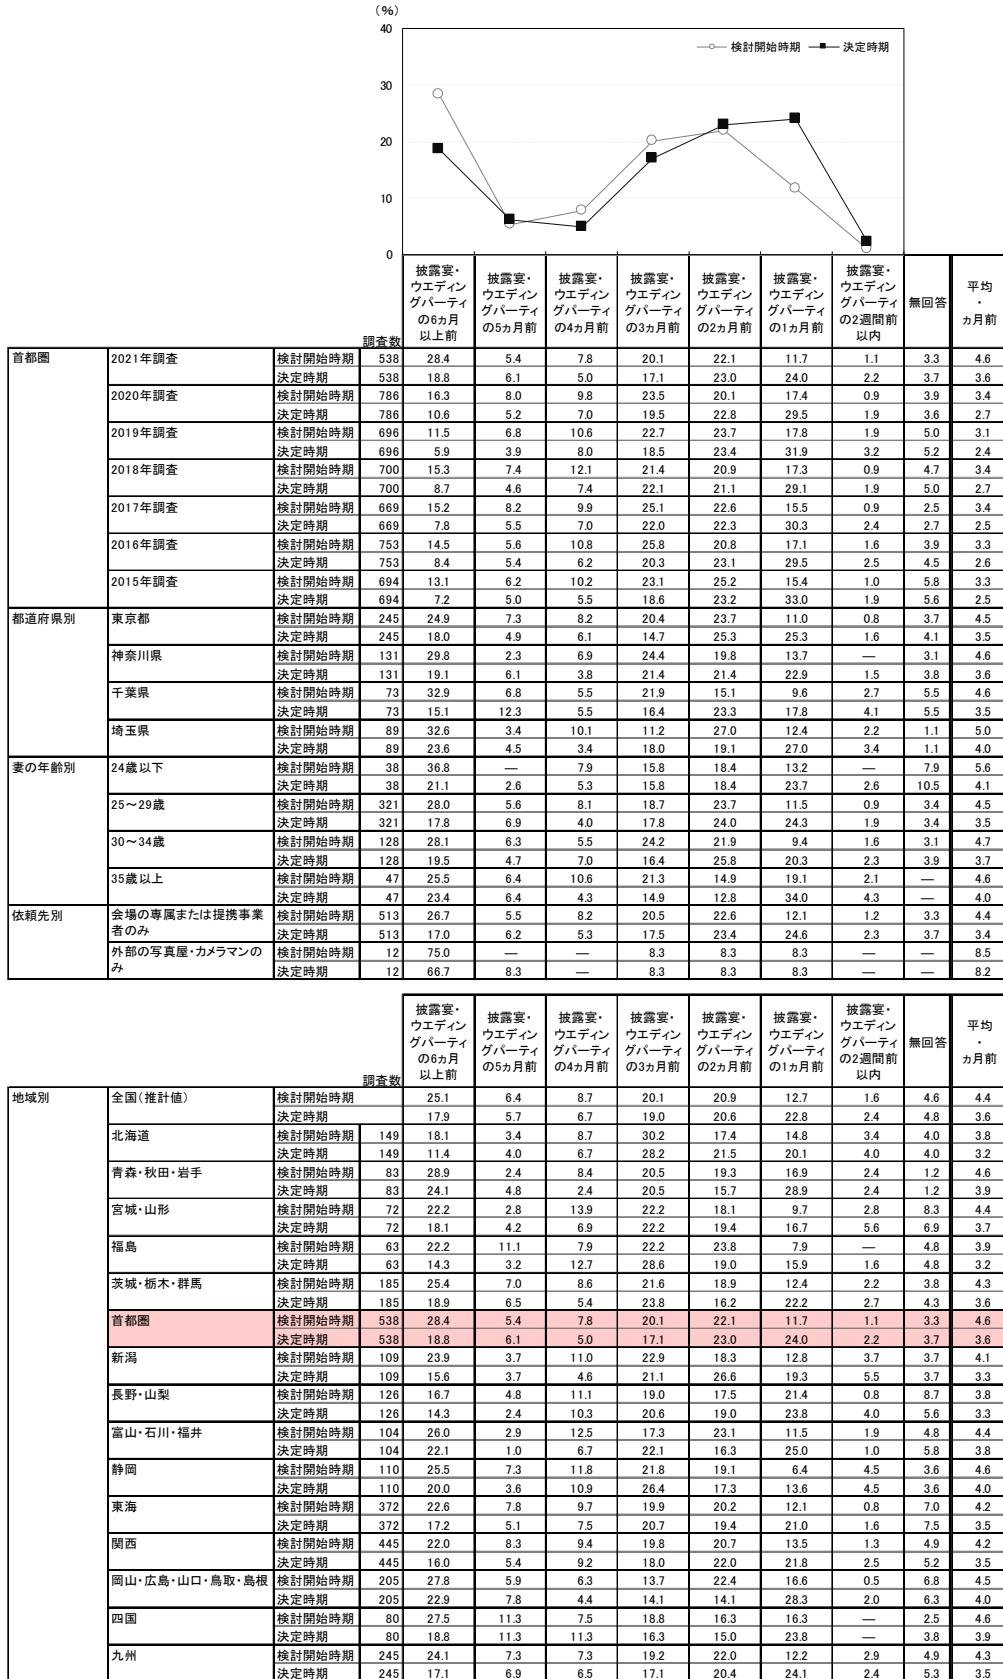 (%)
40
30
20
10
0
検討開始時期 決定時期
調査数 披露宴・ウエディングパーティの6ヵ月以上前 披露宴・ウエディングパーティの5ヵ月前 披露宴・ウエディングパーティの4ヵ月前 披露宴・ウエディングパーティの3ヵ月前 披露宴・ウエディングパーティの2ヵ月前 披露宴・ウエディングパーティの1ヵ月前 披露宴・ウエディングパーティの2週間前以内 無回答 平均・ヵ月前
首都圏 2021年調査 検討開始時期 538 28.4 5.4 7.8 20.1 22.1 11.7 1.1 3.3 4.6
決定時期 538 18.8 6.1 5.0 17.1 23.0 24.0 2.2 3.7 3.6
2020年調査 検討開始時期 786 16.3 8.0 9.8 23.5 20.1 17.4 0.9 3.9 3.4
決定時期 786 10.6 5.2 7.0 19.5 22.8 29.5 1.9 3.6 2.7
2019年調査 検討開始時期 696 11.5 6.8 10.6 22.7 23.7 17.8 1.9 5.0 3.1
決定時期 696 5.9 3.9 8.0 18.5 23.4 31.9 3.2 5.2 2.4
2018年調査 検討開始時期 700 15.3 7.4 12.1 21.4 20.9 17.3 0.9 4.7 3.4
決定時期 700 8.7 4.6 7.4 22.1 21.1 29.1 1.9 5.0 2.7
2017年調査 検討開始時期 669 15.2 8.2 9.9 25.1 22.6 15.5 0.9 2.5 3.4
決定時期 669 7.8 5.5 7.0 22.0 22.3 30.3 2.4 2.7 2.5
2016年調査 検討開始時期 753 14.5 5.6 10.8 25.8 20.8 17.1 1.6 3.9 3.3
決定時期 753 8.4 5.4 6.2 20.3 23.1 29.5 2.5 4.5 2.6
2015年調査 検討開始時期 694 13.1 6.2 10.2 23.1 25.2 15.4 1.0 5.8 3.3
決定時期 694 7.2 5.0 5.5 18.6 23.2 33.0 1.9 5.6 2.5
都道府県別 東京都 検討開始時期 245 24.9 7.3 8.2 20.4 23.7 11.0 0.8 3.7 4.5
決定時期 245 18.0 4.9 6.1 14.7 25.3 25.3 1.6 4.1 3.5
神奈川県 検討開始時期 131 29.8 2.3 6.9 24.4 19.8 13.7 — 3.1 4.6
決定時期 131 19.1 6.1 3.8 21.4 21.4 22.9 1.5 3.8 3.6
千葉県 検討開始時期 73 32.9 6.8 5.5 21.9 15.1 9.6 2.7 5.5 4.6
決定時期 73 15.1 12.3 5.5 16.4 23.3 17.8 4.1 5.5 3.5
埼玉県 検討開始時期 89 32.6 3.4 10.1 11.2 27.0 12.4 2.2 1.1 5.0
決定時期 89 23.6 4.5 3.4 18.0 19.1 27.0 3.4 1.1 4.0
妻の年齢別 24歳以下 検討開始時期 38 36.8 — 7.9 15.8 18.4 13.2 — 7.9 5.6
決定時期 38 21.1 2.6 5.3 15.8 18.4 23.7 2.6 10.5 4.1
25～29歳 検討開始時期 321 28.0 5.6 8.1 18.7 23.7 11.5 0.9 3.4 4.5
決定時期 321 17.8 6.9 4.0 17.8 24.0 24.3 1.9 3.4 3.5
30～34歳 検討開始時期 128 28.1 6.3 5.5 24.2 21.9 9.4 1.6 3.1 4.7
決定時期 128 19.5 4.7 7.0 16.4 25.8 20.3 2.3 3.9 3.7
35歳以上 検討開始時期 47 25.5 6.4 10.6 21.3 14.9 19.1 2.1 — 4.6
決定時期 47 23.4 6.4 4.3 14.9 12.8 34.0 4.3 — 4.0
依頼先別 会場の専属または提携事業者のみ 検討開始時期 513 26.7 5.5 8.2 20.5 22.6 12.1 1.2 3.3 4.4
決定時期 513 17.0 6.2 5.3 17.5 23.4 24.6 2.3 3.7 3.4
外部の写真屋・カメラマンのみ 検討開始時期 12 75.0 — — 8.3 8.3 8.3 — — 8.5
決定時期 12 66.7 8.3 — 8.3 8.3 8.3 — — 8.2
調査数 披露宴・ウエディングパーティの6ヵ月以上前 披露宴・ウエディングパーティの5ヵ月前 披露宴・ウエディングパーティの4ヵ月前 披露宴・ウエディングパーティの3ヵ月前 披露宴・ウエディングパーティの2ヵ月前 披露宴・ウエディングパーティの1ヵ月前 披露宴・ウエディングパーティの2週間前以内 無回答 平均・ヵ月前
地域別 全国(推計値) 検討開始時期 25.1 6.4 8.7 20.1 20.9 12.7 1.6 4.6 4.4
決定時期 17.9 5.7 6.7 19.0 20.6 22.8 2.4 4.8 3.6
北海道 検討開始時期 149 18.1 3.4 8.7 30.2 17.4 14.8 3.4 4.0 3.8
決定時期 149 11.4 4.0 6.7 28.2 21.5 20.1 4.0 4.0 3.2
青森・秋田・岩手 検討開始時期 83 28.9 2.4 8.4 20.5 19.3 16.9 2.4 1.2 4.6
決定時期 83 24.1 4.8 2.4 20.5 15.7 28.9 2.4 1.2 3.9
宮城・山形 検討開始時期 72 22.2 2.8 13.9 22.2 18.1 9.7 2.8 8.3 4.4
決定時期 72 18.1 4.2 6.9 22.2 19.4 16.7 5.6 6.9 3.7
福島 検討開始時期 63 22.2 11.1 7.9 22.2 23.8 7.9 — 4.8 3.9
決定時期 63 14.3 3.2 12.7 28.6 19.0 15.9 1.6 4.8 3.2
茨城・栃木・群馬 検討開始時期 185 25.4 7.0 8.6 21.6 18.9 12.4 2.2 3.8 4.3
決定時期 185 18.9 6.5 5.4 23.8 16.2 22.2 2.7 4.3 3.6
首都圏 検討開始時期 538 28.4 5.4 7.8 20.1 22.1 11.7 1.1 3.3 4.6
決定時期 538 18.8 6.1 5.0 17.1 23.0 24.0 2.2 3.7 3.6
新潟 検討開始時期 109 23.9 3.7 11.0 22.9 18.3 12.8 3.7 3.7 4.1
決定時期 109 15.6 3.7 4.6 21.1 26.6 19.3 5.5 3.7 3.3
長野・山梨 検討開始時期 126 16.7 4.8 11.1 19.0 17.5 21.4 0.8 8.7 3.8
決定時期 126 14.3 2.4 10.3 20.6 19.0 23.8 4.0 5.6 3.3
富山・石川・福井 検討開始時期 104 26.0 2.9 12.5 17.3 23.1 11.5 1.9 4.8 4.4
決定時期 104 22.1 1.0 6.7 22.1 16.3 25.0 1.0 5.8 3.8
静岡 検討開始時期 110 25.5 7.3 11.8 21.8 19.1 6.4 4.5 3.6 4.6
決定時期 110 20.0 3.6 10.9 26.4 17.3 13.6 4.5 3.6 4.0
東海 検討開始時期 372 22.6 7.8 9.7 19.9 20.2 12.1 0.8 7.0 4.2
決定時期 372 17.2 5.1 7.5 20.7 19.4 21.0 1.6 7.5 3.5
関西 検討開始時期 445 22.0 8.3 9.4 19.8 20.7 13.5 1.3 4.9 4.2
決定時期 445 16.0 5.4 9.2 18.0 22.0 21.8 2.5 5.2 3.5
岡山・広島・山口・鳥取・島根 検討開始時期 205 27.8 5.9 6.3 13.7 22.4 16.6 0.5 6.8 4.5
決定時期 205 22.9 7.8 4.4 14.1 14.1 28.3 2.0 6.3 4.0
四国 検討開始時期 80 27.5 11.3 7.5 18.8 16.3 16.3 — 2.5 4.6
決定時期 80 18.8 11.3 11.3 16.3 15.0 23.8 — 3.8 3.9
九州 検討開始時期 245 24.1 7.3 7.3 19.2 22.0 12.2 2.9 4.9 4.3
決定時期 245 17.1 6.9 6.5 17.1 20.4 24.1 2.4 5.3 3.5